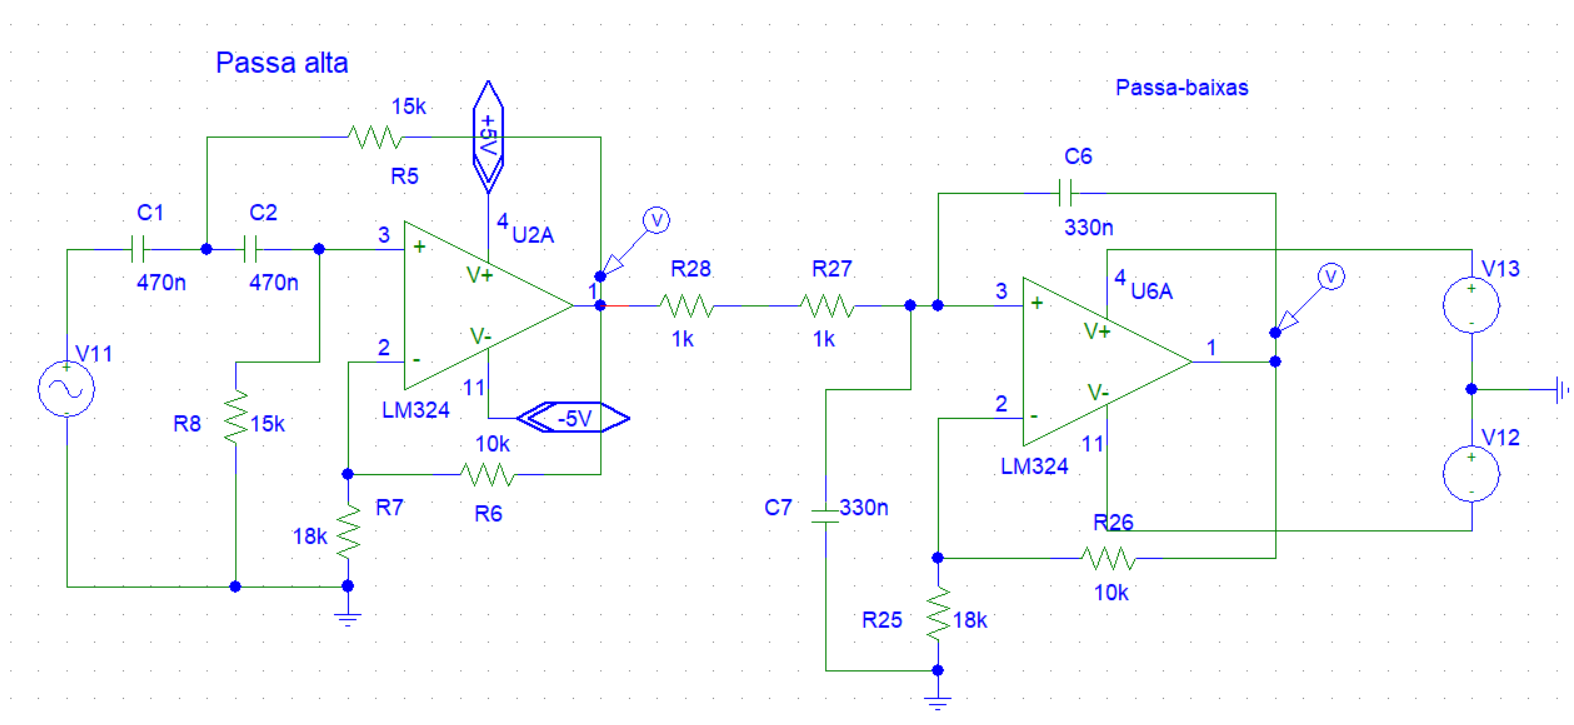 Passa alta
Passa-baixas
15k
+5V
R5
C6
C1
C2
4
U2A
V
330n
3
+
470n
470n
V+
R28
R27
4
U6A
V
V13
1
3
+
+
V+
-
V-
1k
1k
1
V11
+
2
-
11
V-
R8
15k
LM324
-5V
2
-
11
V12
+
10k
LM324
-
C7
330n
R7
R6
R26
18k
10k
R25
18k